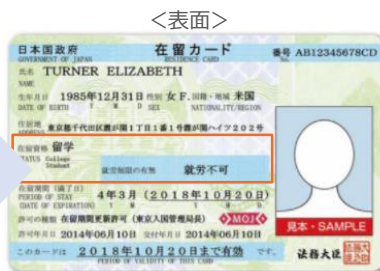 <表面>
日本国政府 在留カード 番号 AB12345678CD
GOVERNMENT OF JAPAN RESIDENCE CARD No.
氏名 TURNER ELIZABETH
NAME
生年月日 1985年12月31日 性別 女 F. 国籍・地域 米国
DATE OF BIRTH Y M D SEX NATIONALITY/REGION
住居地 東京都千代田区霞が関1丁目1番1号霞が関ハイツ202号
ADDRESS
在留資格 留学
STATUS College
Student
就労制限の有無 就労不可
在留期間(満了日) 4年3月(2018年10月20日)
PERIOD OF STAY Y M Y M D
(DATE OF EXPIRATION)
許可の種類 在留期間更新許可(東京入国管理局長) MOJ
見本・SAMPLE
許可年月日 2014年06月10日 交付年月日 2014年06月10日
このカードは 2018年10月20日まで有効 です。
PERIOD OF VALIDITY OF THIS CARD
法務大臣